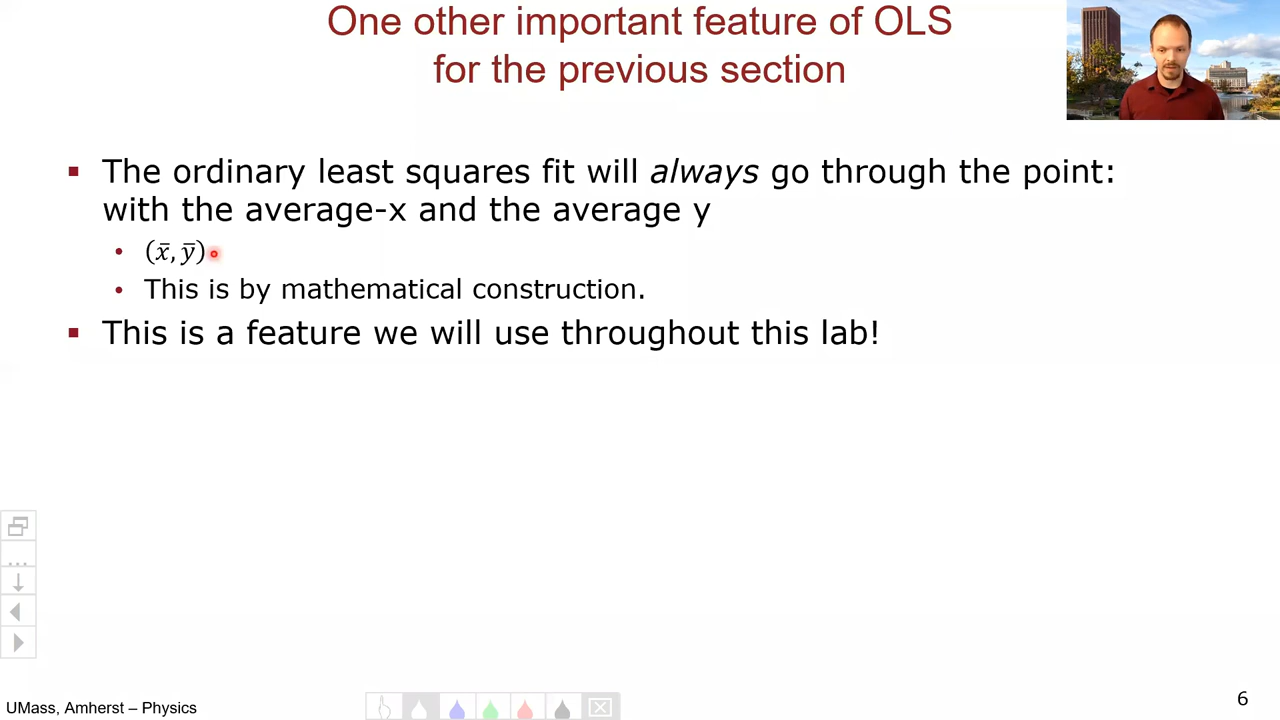 One other important feature of OLS
for the previous section
▪ The ordinary least squares fit will always go through the point:
with the average-x and the average y
• (x̄, ȳ)
• This is by mathematical construction.
▪ This is a feature we will use throughout this lab!
UMass, Amherst – Physics
6